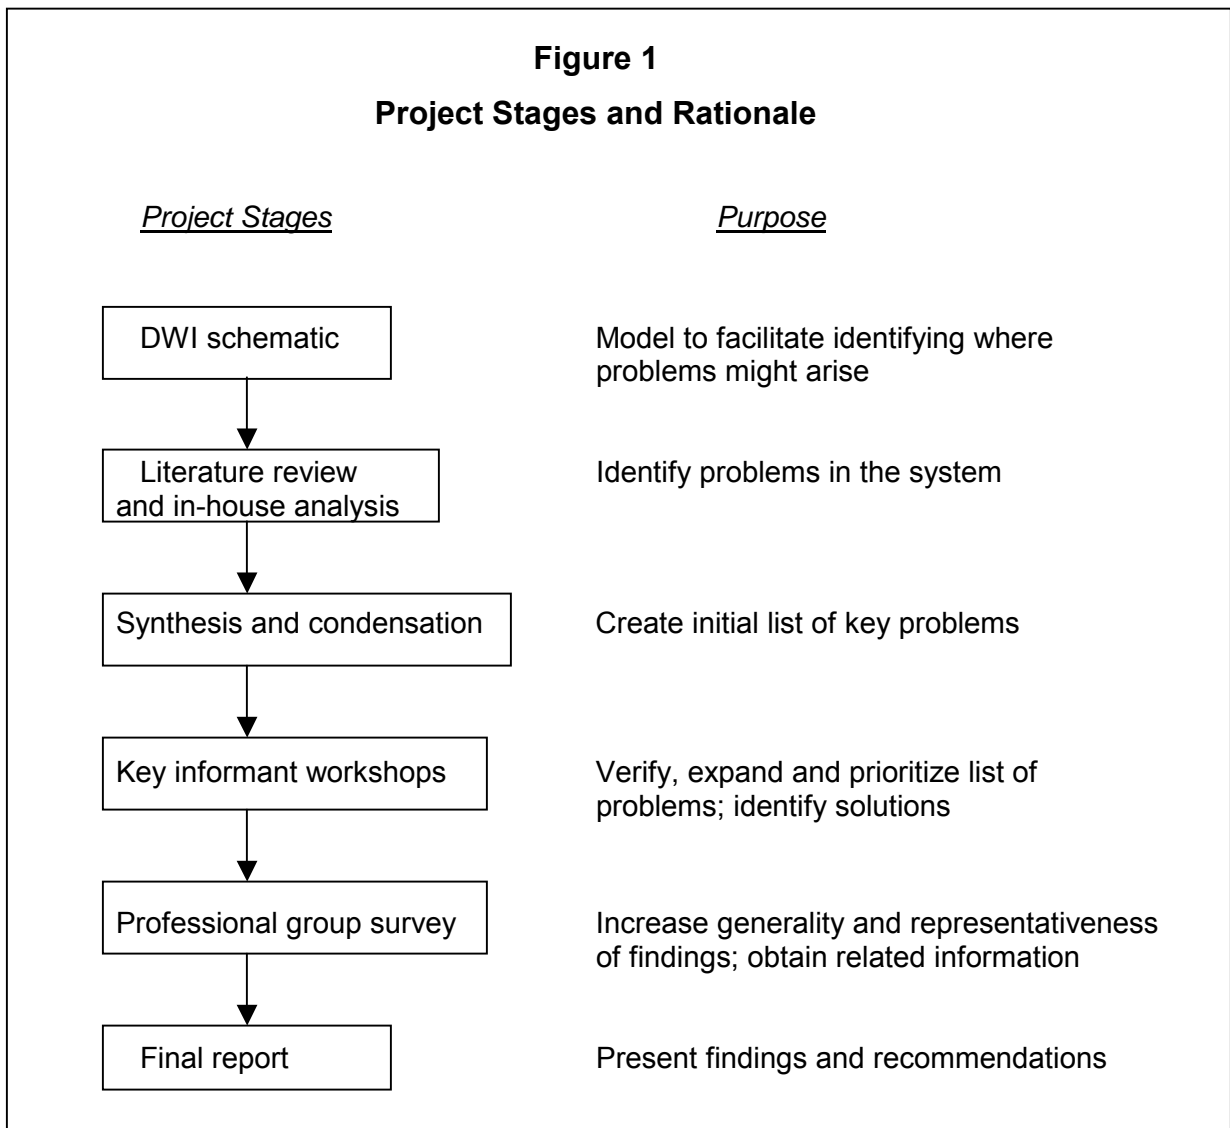 Figure 1
Project Stages and Rationale
Project Stages
Purpose
DWI schematic
Model to facilitate identifying where
problems might arise
Literature review
and in-house analysis
Identify problems in the system
Synthesis and condensation
Create initial list of key problems
Key informant workshops
Verify, expand and prioritize list of
problems; identify solutions
Professional group survey
Increase generality and representativeness
of findings; obtain related information
Final report
Present findings and recommendations